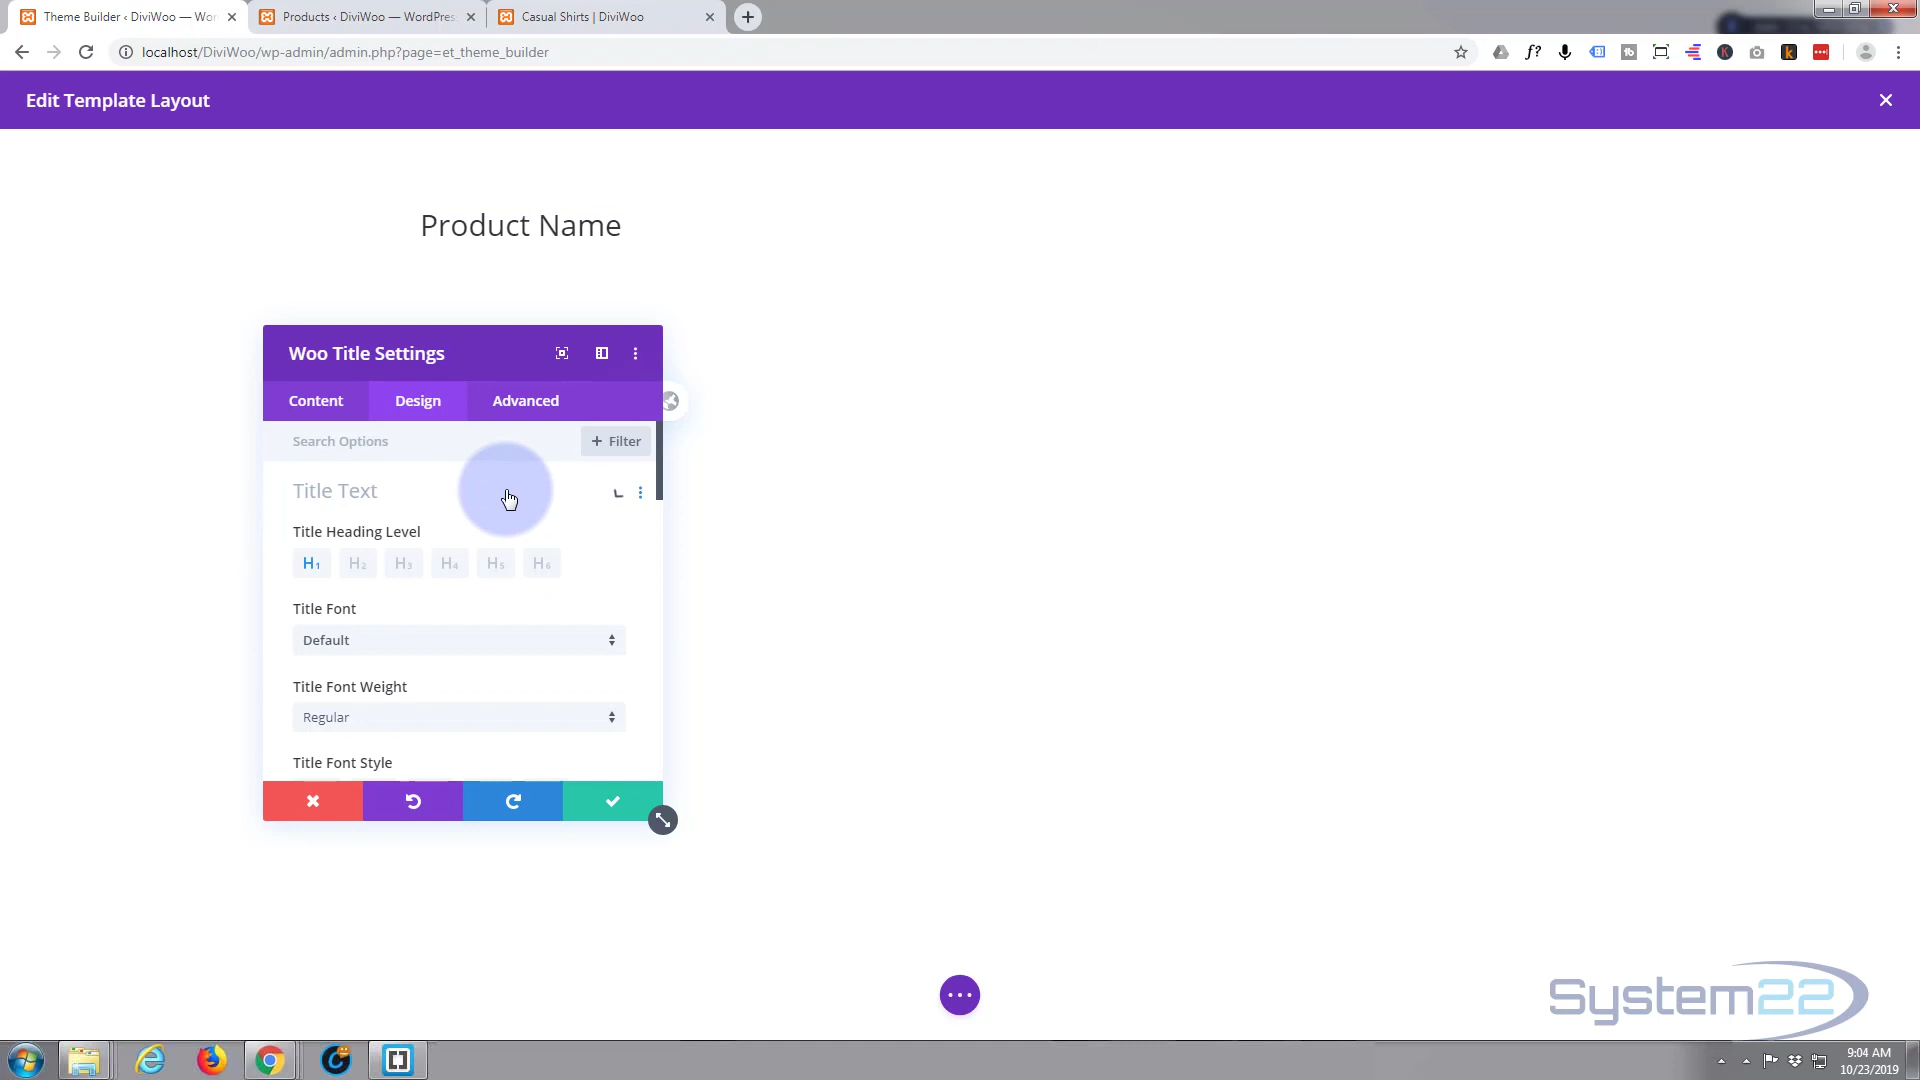 Theme Builder ‹ DiviWoo — Wor
Products ‹ DiviWoo — WordPress
Casual Shirts | DiviWoo
localhost/DiviWoo/wp-admin/admin.php?page=et_theme_builder
Edit Template Layout
Product Name
Woo Title Settings
Content
Design
Advanced
Search Options
+ Filter
Title Text
Title Heading Level
H1 H2 H3 H4 H5 H6
Title Font
Default
Title Font Weight
Regular
Title Font Style
System22
9:04 AM
10/23/2019